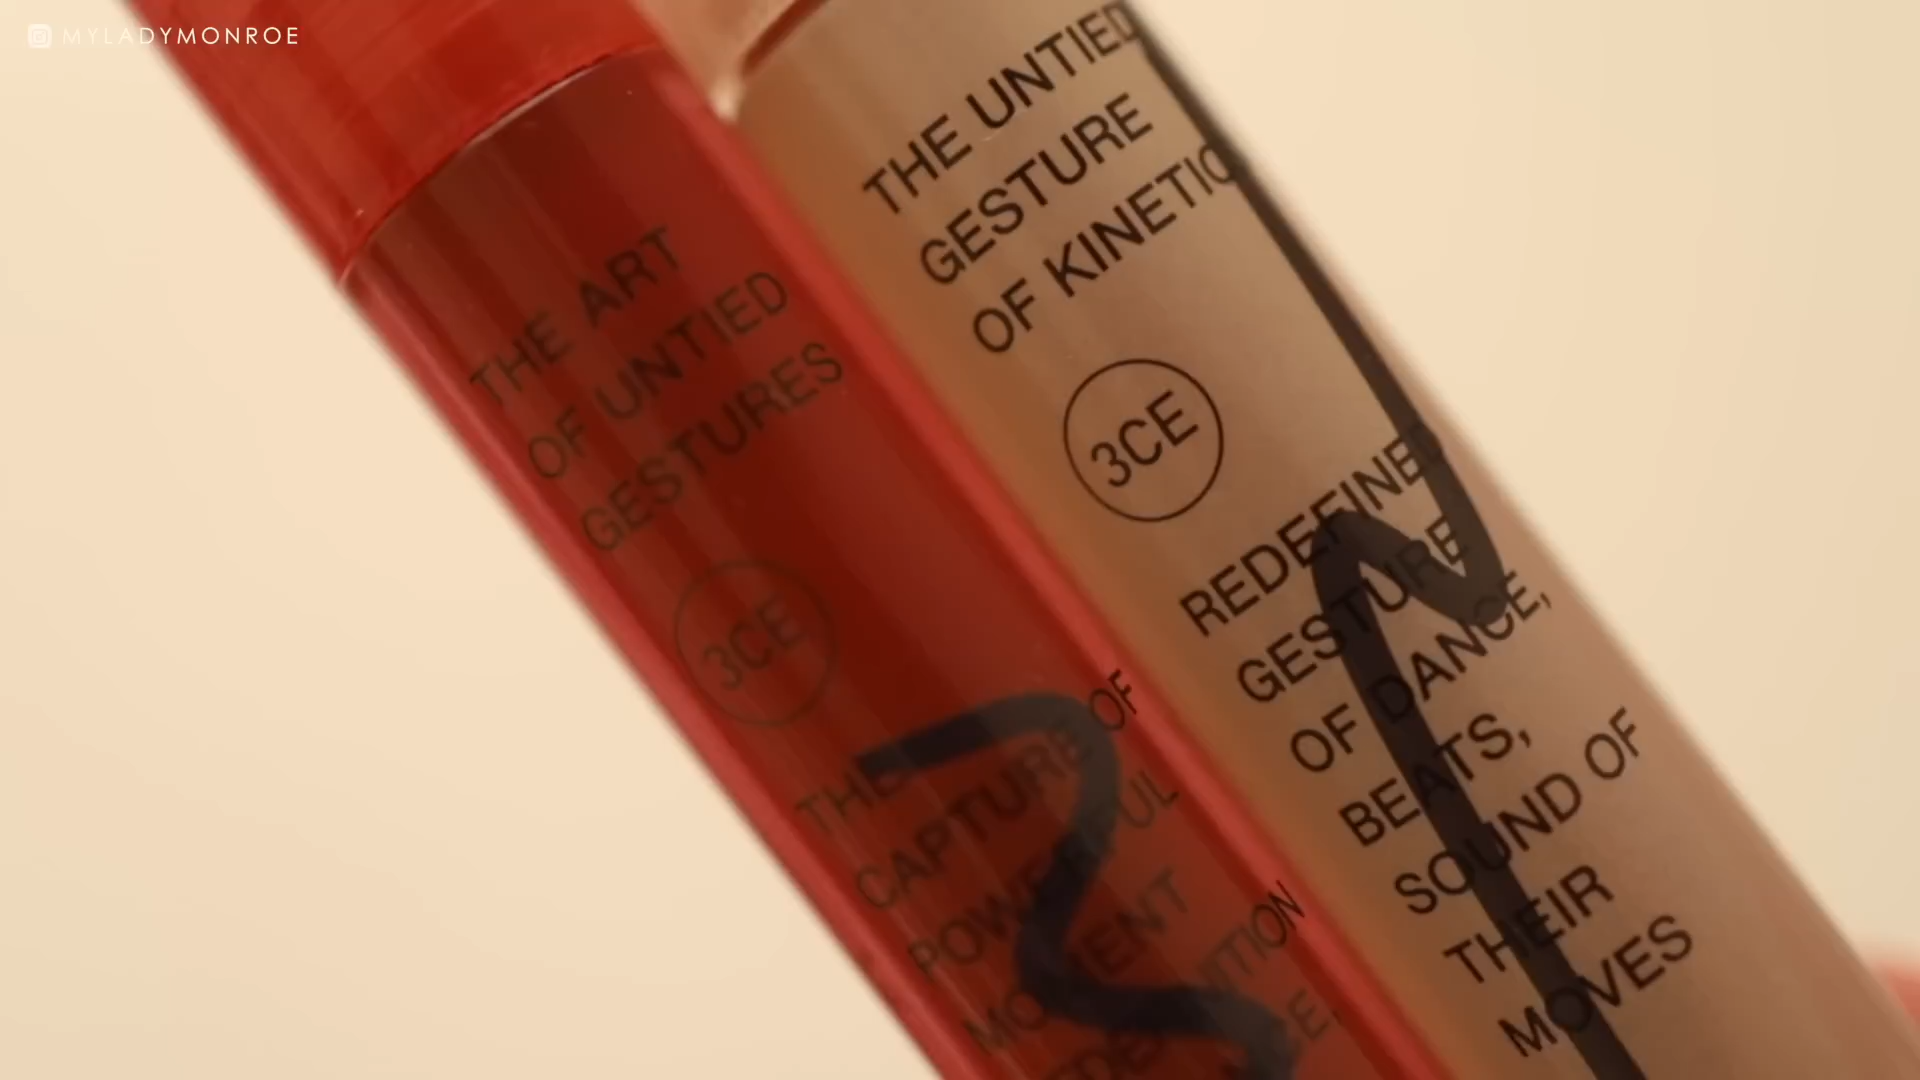 MYLADYMONROE
THE ART
OF UNTIED
GESTURES
3CE
THE
CAPTURE OF
POWERFUL
MOVEMENT
THE UNTIED
GESTURE
OF KINETIC
3CE
REDEFINED
GESTURE
OF DANCE,
BEATS,
SOUND OF
THEIR
MOVES